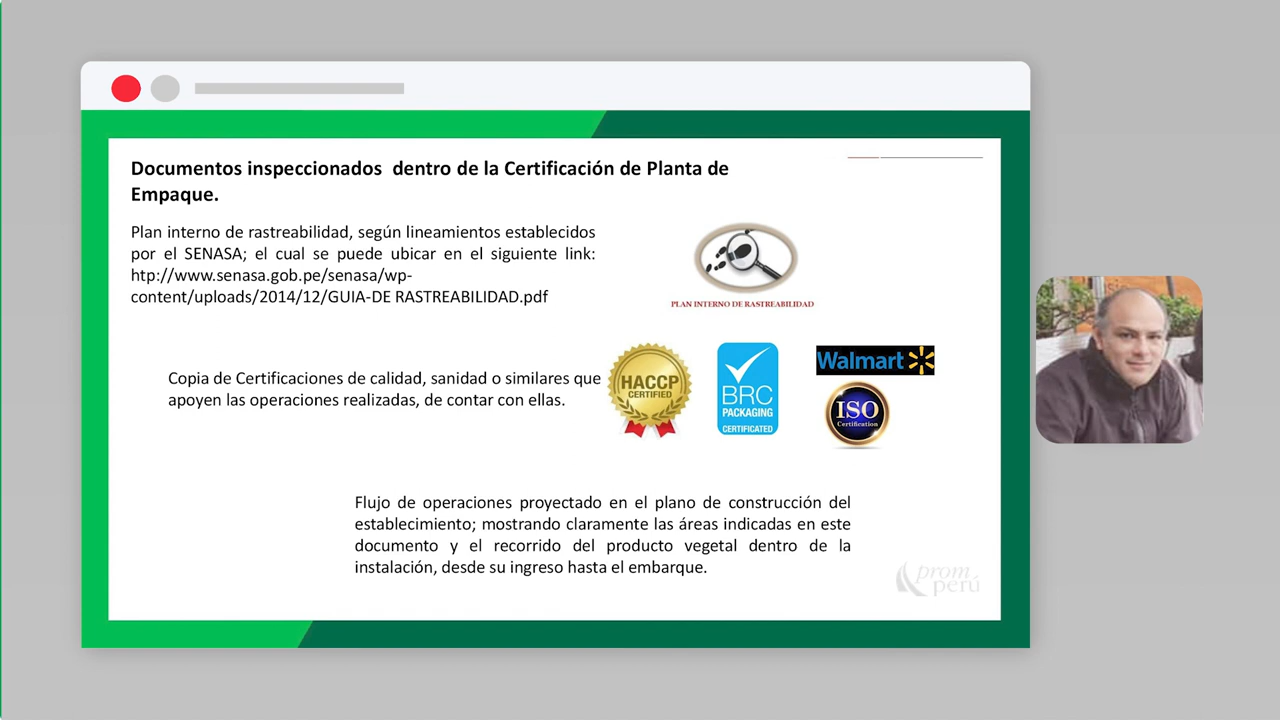 Documentos inspeccionados dentro de la Certificación de Planta de
Empaque.
Plan interno de rastreabilidad, según lineamientos establecidos
por el SENASA; el cual se puede ubicar en el siguiente link:
htp://www.senasa.gob.pe/senasa/wp-
content/uploads/2014/12/GUIA-DE RASTREABILIDAD.pdf
PLAN INTERNO DE RASTREABILIDAD
Copia de Certificaciones de calidad, sanidad o similares que
apoyen las operaciones realizadas, de contar con ellas.
HACCP
CERTIFIED
BRC
PACKAGING
CERTIFICATED
Walmart
ISO
Certification
Flujo de operaciones proyectado en el plano de construcción del
establecimiento; mostrando claramente las áreas indicadas en este
documento y el recorrido del producto vegetal dentro de la
instalación, desde su ingreso hasta el embarque.
prom
perú